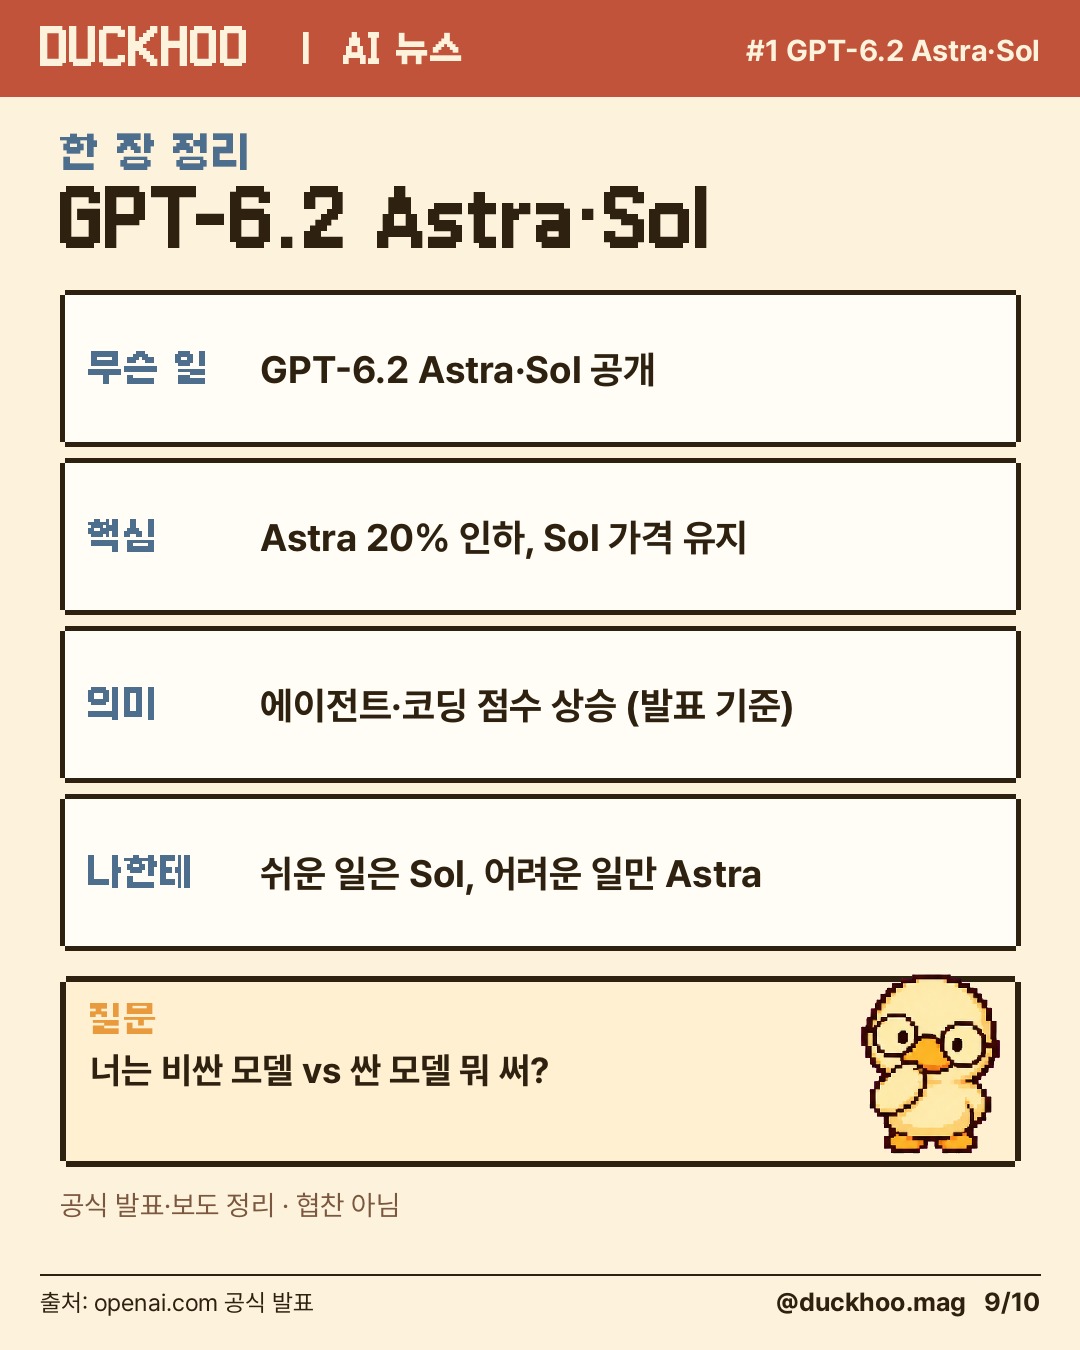 DUCKHOO | AI 뉴스 #1 GPT-6.2 Astra·Sol
한 장 정리
GPT-6.2 Astra·Sol
무슨 일 GPT-6.2 Astra·Sol 공개
핵심 Astra 20% 인하, Sol 가격 유지
의미 에이전트·코딩 점수 상승 (발표 기준)
나한테 쉬운 일은 Sol, 어려운 일만 Astra
질문
너는 비싼 모델 vs 싼 모델 뭐 써?
공식 발표·보도 정리 · 협찬 아님
출처: openai.com 공식 발표 @duckhoo.mag 9/10